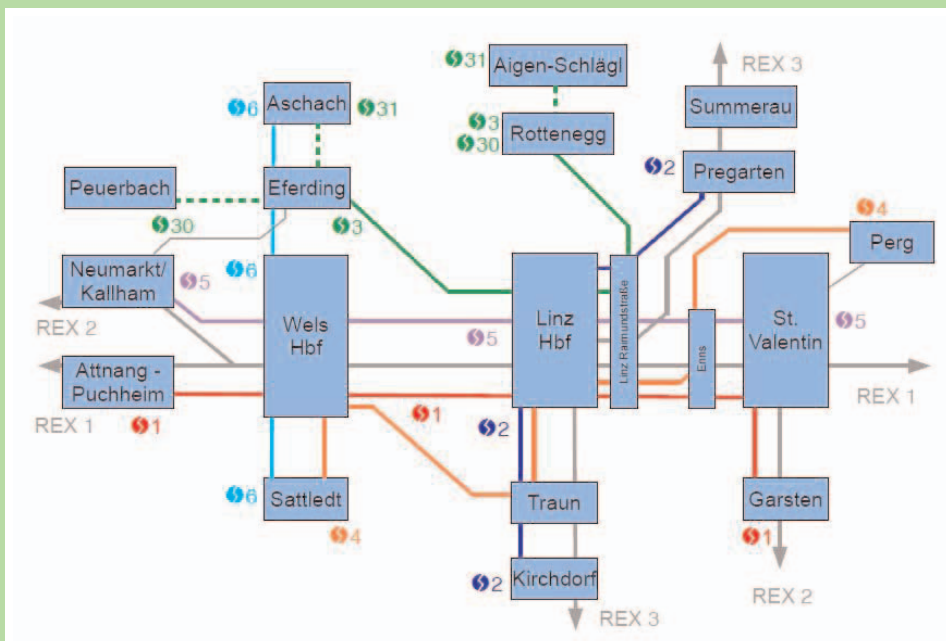 S31
Aigen-Schlägl
REX 3
S6
Aschach
S31
Summerau
S3
S30
Rottenegg
S2
Pregarten
Peuerbach
Eferding
S4
S30
S3
Perg
Neumarkt/
Kallham
S6
S5
Wels
Hbf
Linz
Hbf
Linz Raimundstraße
Enns
St.
Valentin
S5
REX 2
S5
Attnang -
Puchheim
REX 1
REX 1
S1
S1
S2
S6
Sattledt
Traun
Garsten
S4
S1
S2
Kirchdorf
REX 2
REX 3